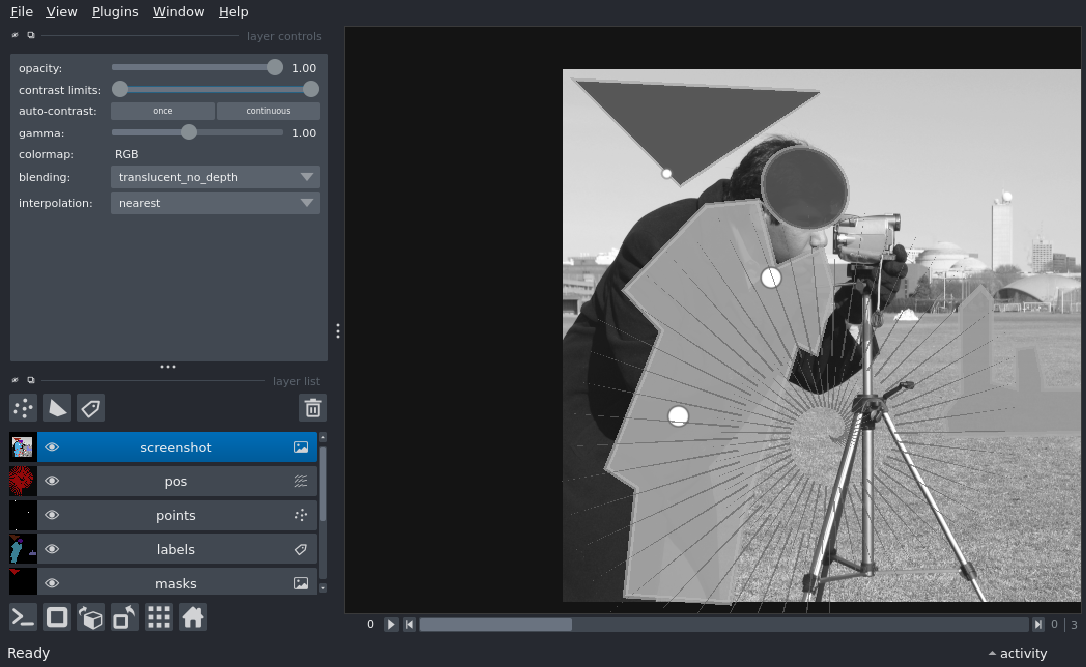 File View Plugins Window Help
layer controls
opacity: 1.00
contrast limits:
auto-contrast: once continuous
gamma: 1.00
colormap: RGB
blending: translucent_no_depth
interpolation: nearest
layer list
screenshot
pos
points
labels
masks
0 0 3
Ready activity